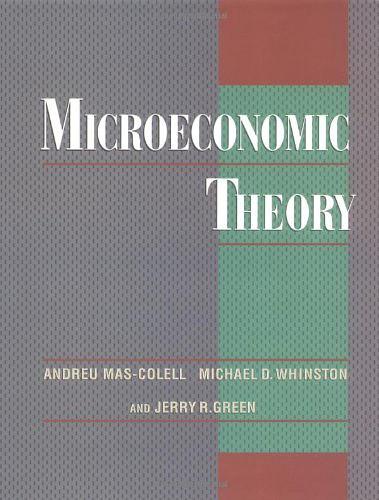 MICROECONOMIC
THEORY
ANDREU MAS-COLELL MICHAEL D. WHINSTON
AND JERRY R. GREEN